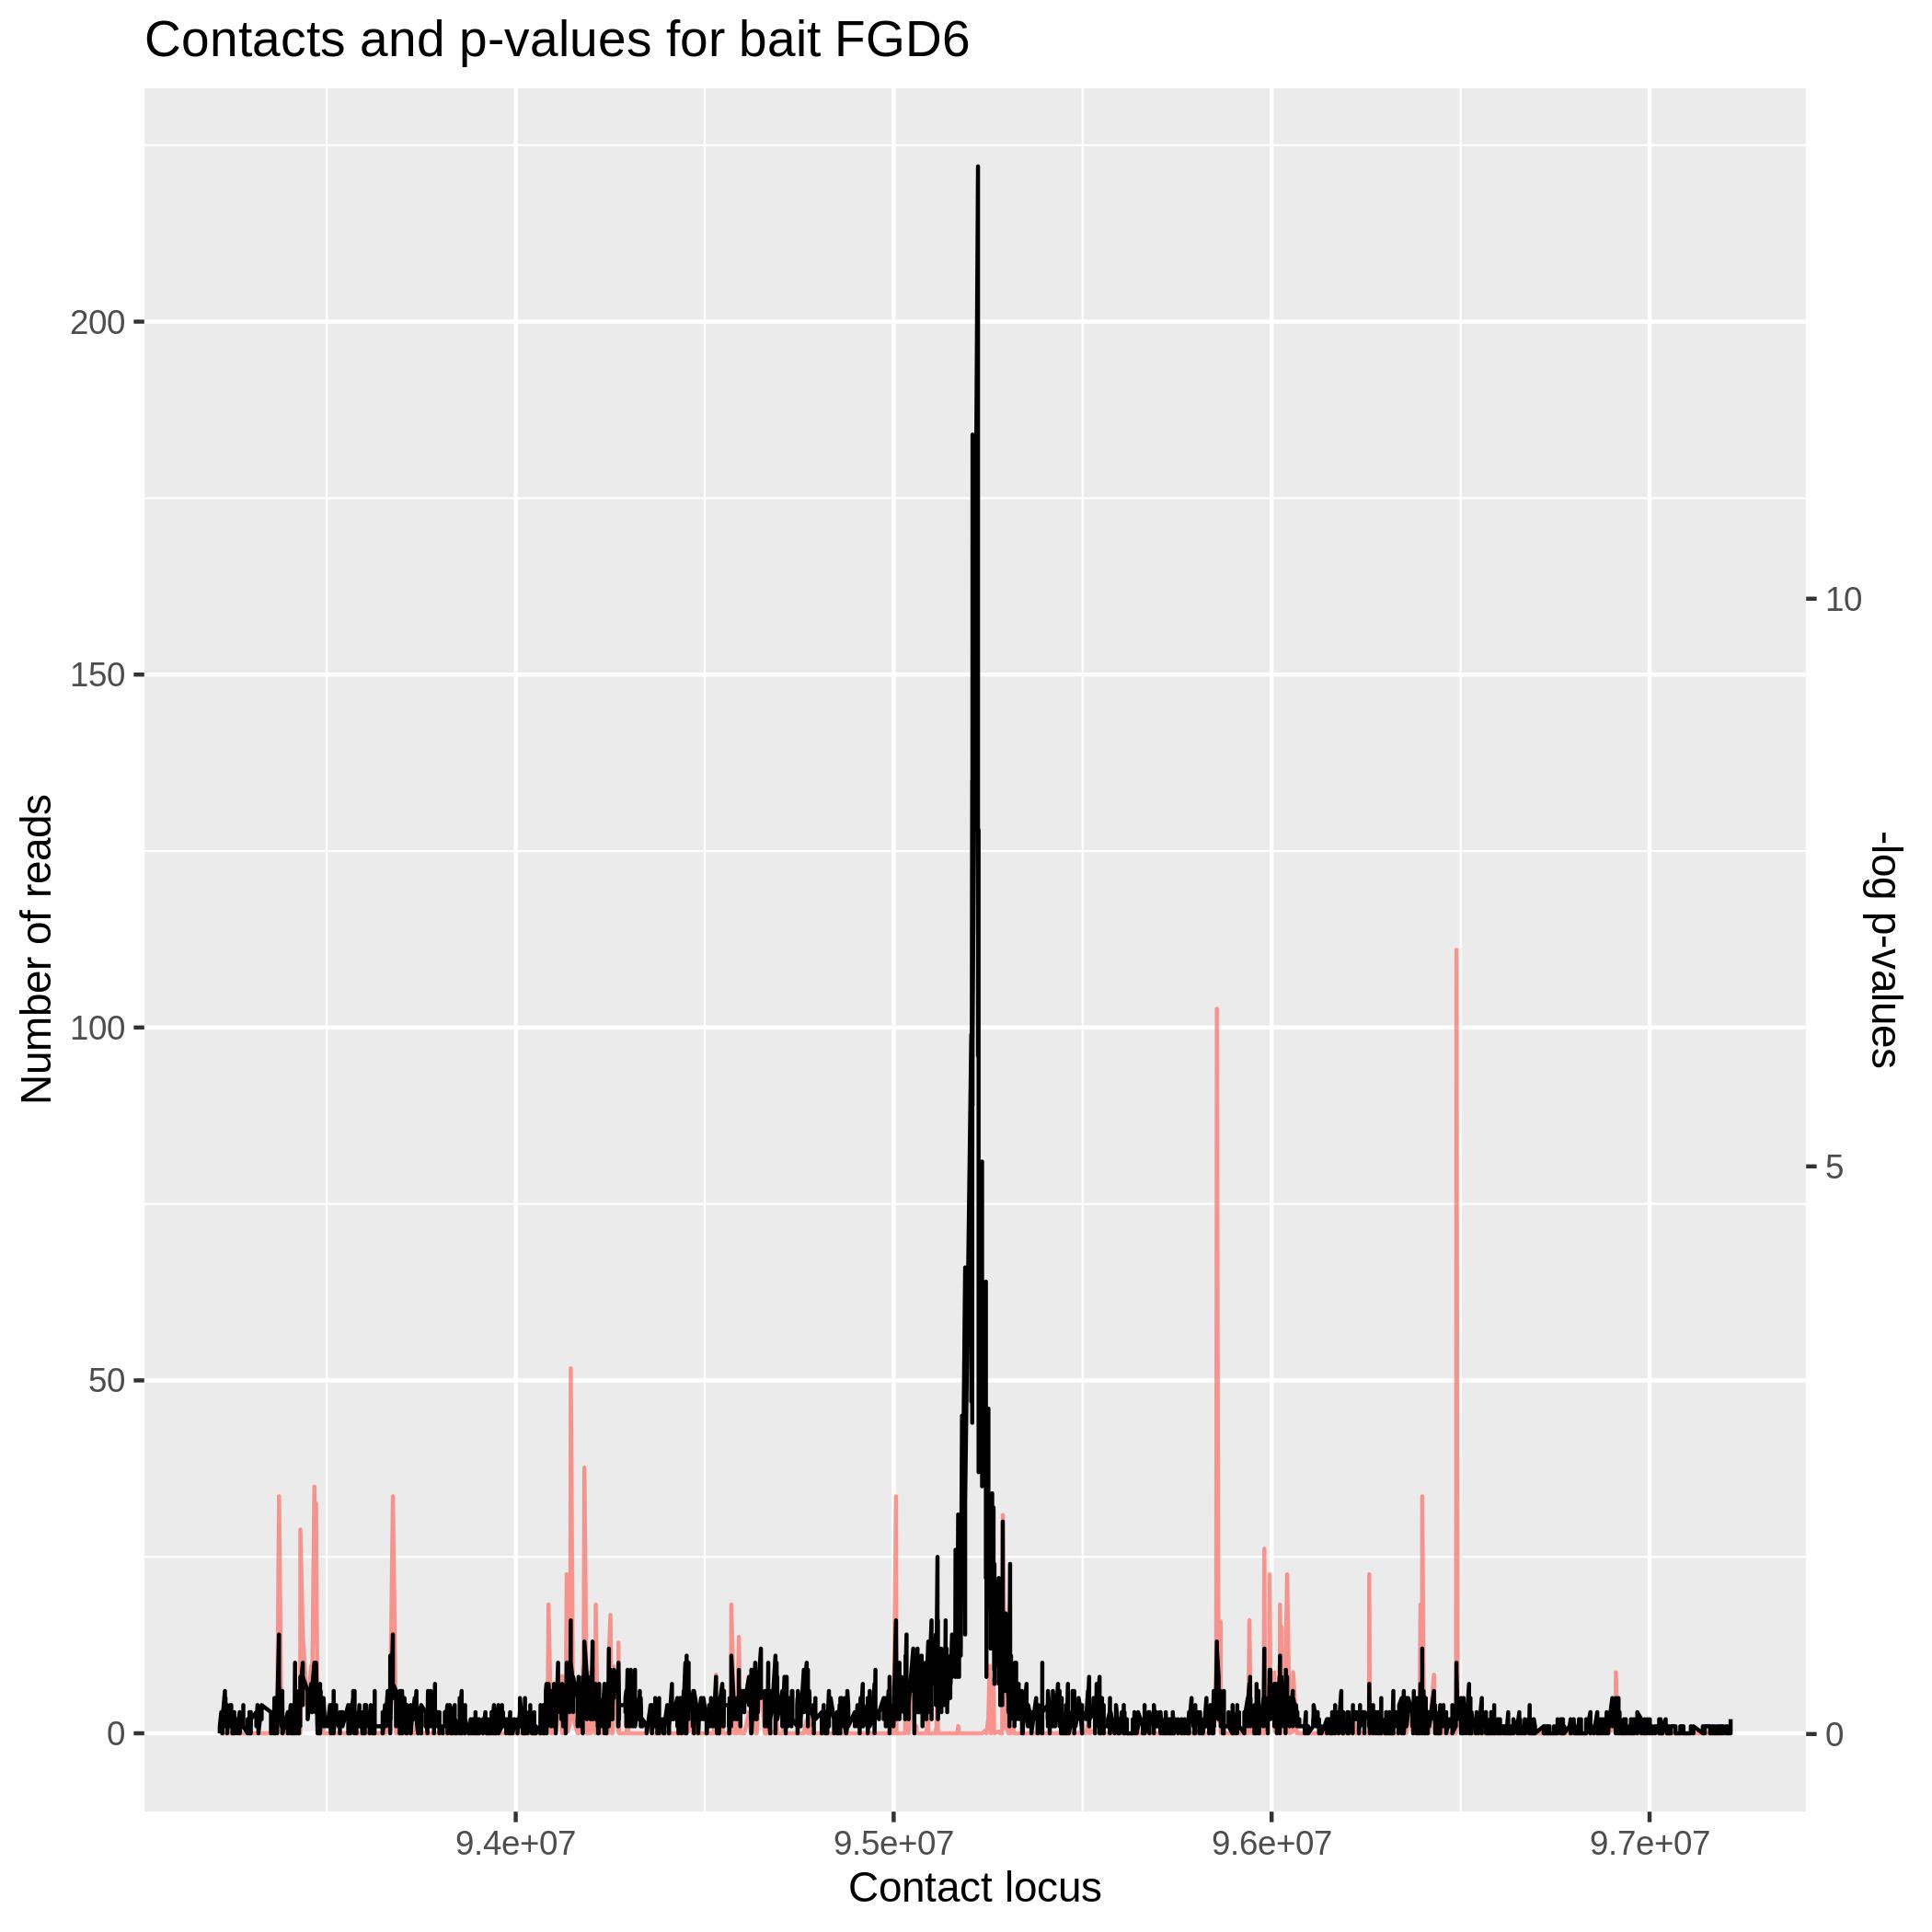 Contacts and p-values for bait FGD6
Number of reads
200
150
100
50
0
10
5
0
-log p-values
9.4e+07 9.5e+07 9.6e+07 9.7e+07
Contact locus